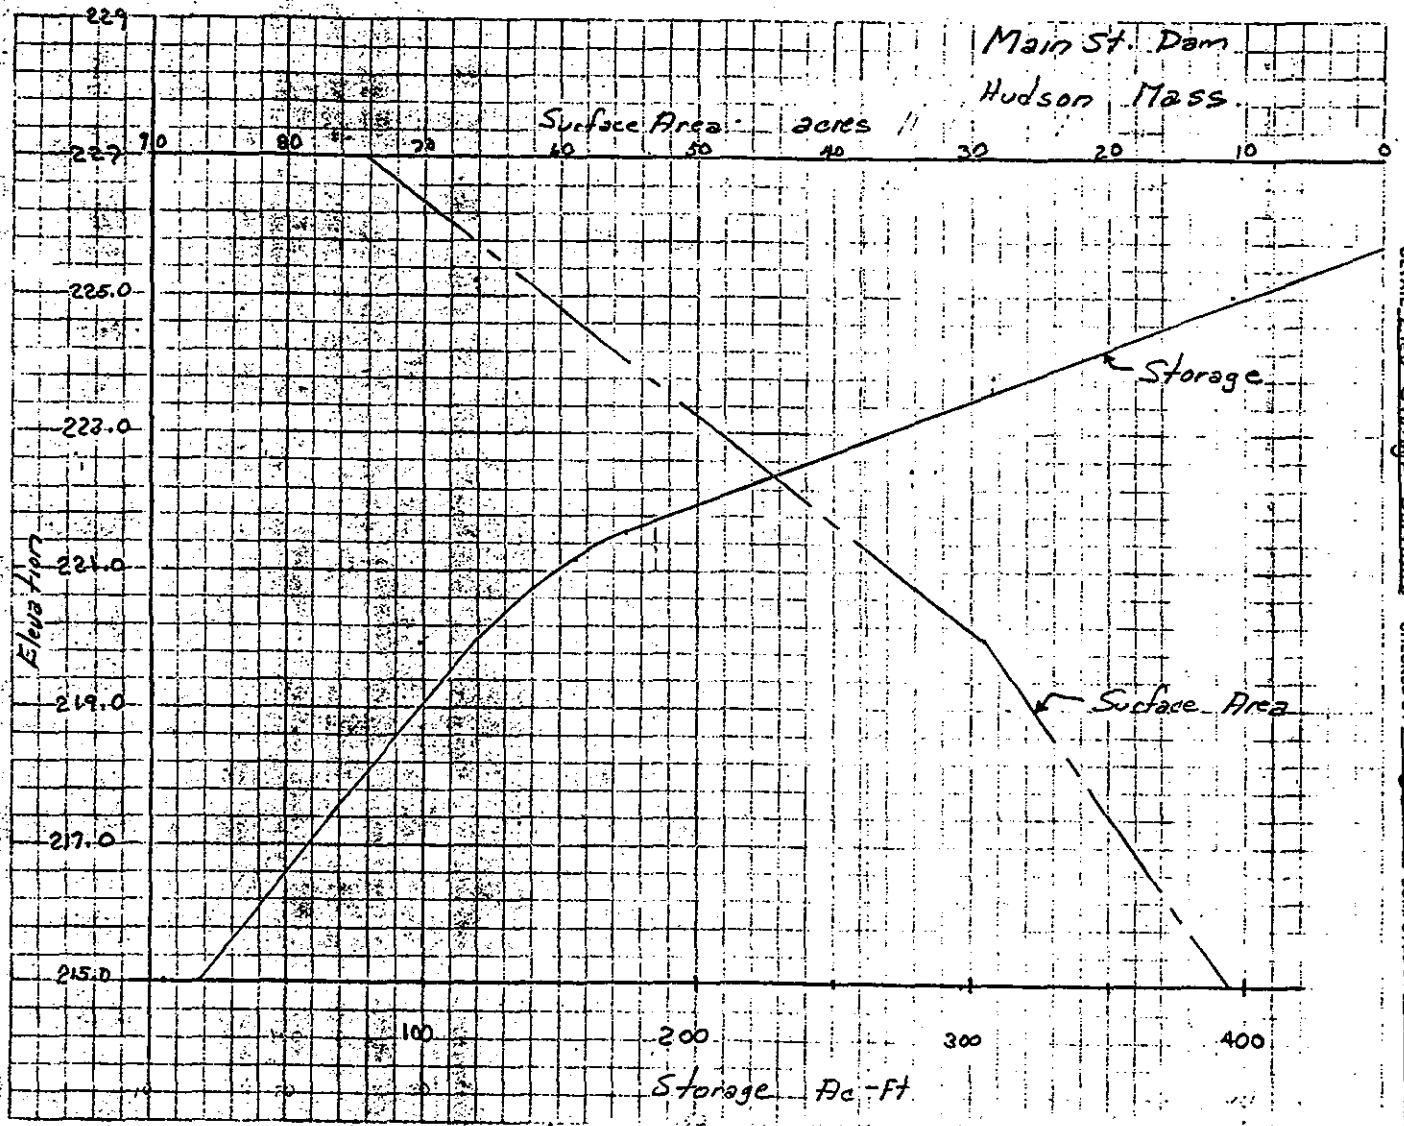 Main St. Dam
Hudson Mass.
Surface Area acres
90 80 70 60 50 40 30 20 10 0
229
227
225.0
223.0
221.0
219.0
217.0
215.0
Elevation
Storage
Surface Area
100 200 300 400
Storage Ac-Ft